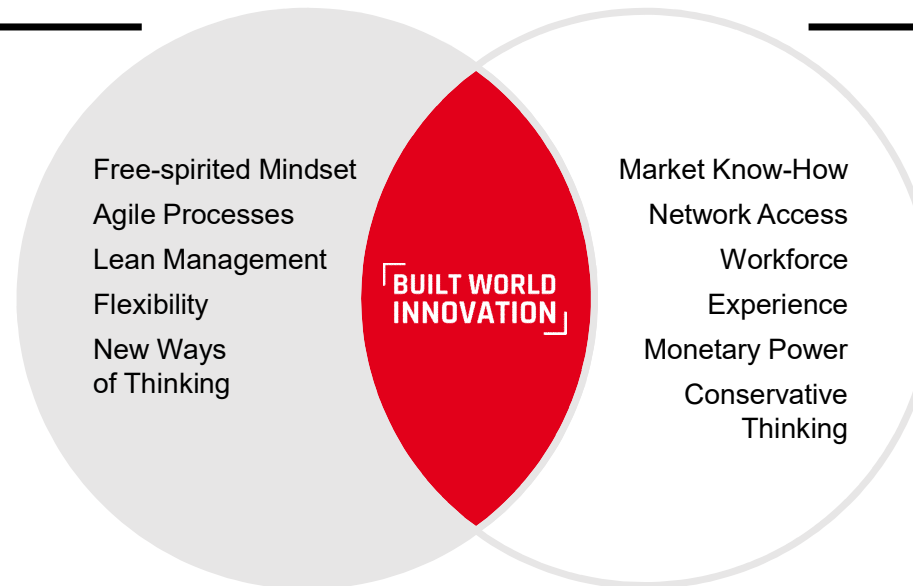 Free-spirited Mindset
Agile Processes
Lean Management
Flexibility
New Ways
of Thinking
BUILT WORLD
INNOVATION
Market Know-How
Network Access
Workforce
Experience
Monetary Power
Conservative
Thinking